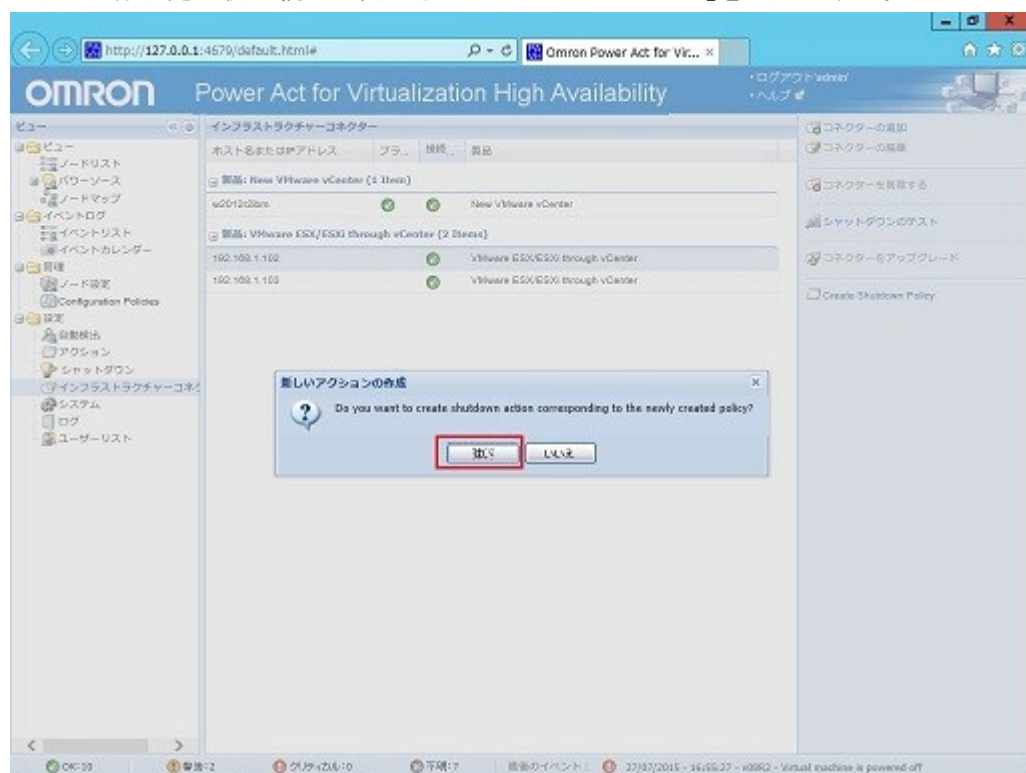 http://127.0.0.1:4679/default.html#
Omron Power Act for Vir...
OMRON
Power Act for Virtualization High Availability
・ログアウト 'admin'
・ヘルプ
ビュー
インフラストラクチャーコネクター
コネクターの追加
ホスト名またはIPアドレス
プラ...
接続...
製品
コネクターの編集
ビュー
ノードリスト
パワーソース
ノードマップ
イベントログ
イベントリスト
イベントカレンダー
管理
ノード設定
Configuration Policies
設定
自動検出
アクション
シャットダウン
インフラストラクチャーコネク
システム
ログ
ユーザーリスト
製品: New VMware vCenter (1 Item)
New VMware vCenter
製品: VMware ESX/ESXi through vCenter (2 Items)
192.168.1.102
VMware ESX/ESXi through vCenter
192.168.1.103
VMware ESX/ESXi through vCenter
コネクターを削除する
シャットダウンのテスト
コネクターをアップグレード
Create Shutdown Policy
新しいアクションの作成
Do you want to create shutdown action corresponding to the newly created policy?
はい
いいえ
OK:10
警告:2
クリティカル:0
不明:7
最後のイベント:
27/07/2015 - 16:55:27 - v08R2 - Virtual machine is powered off